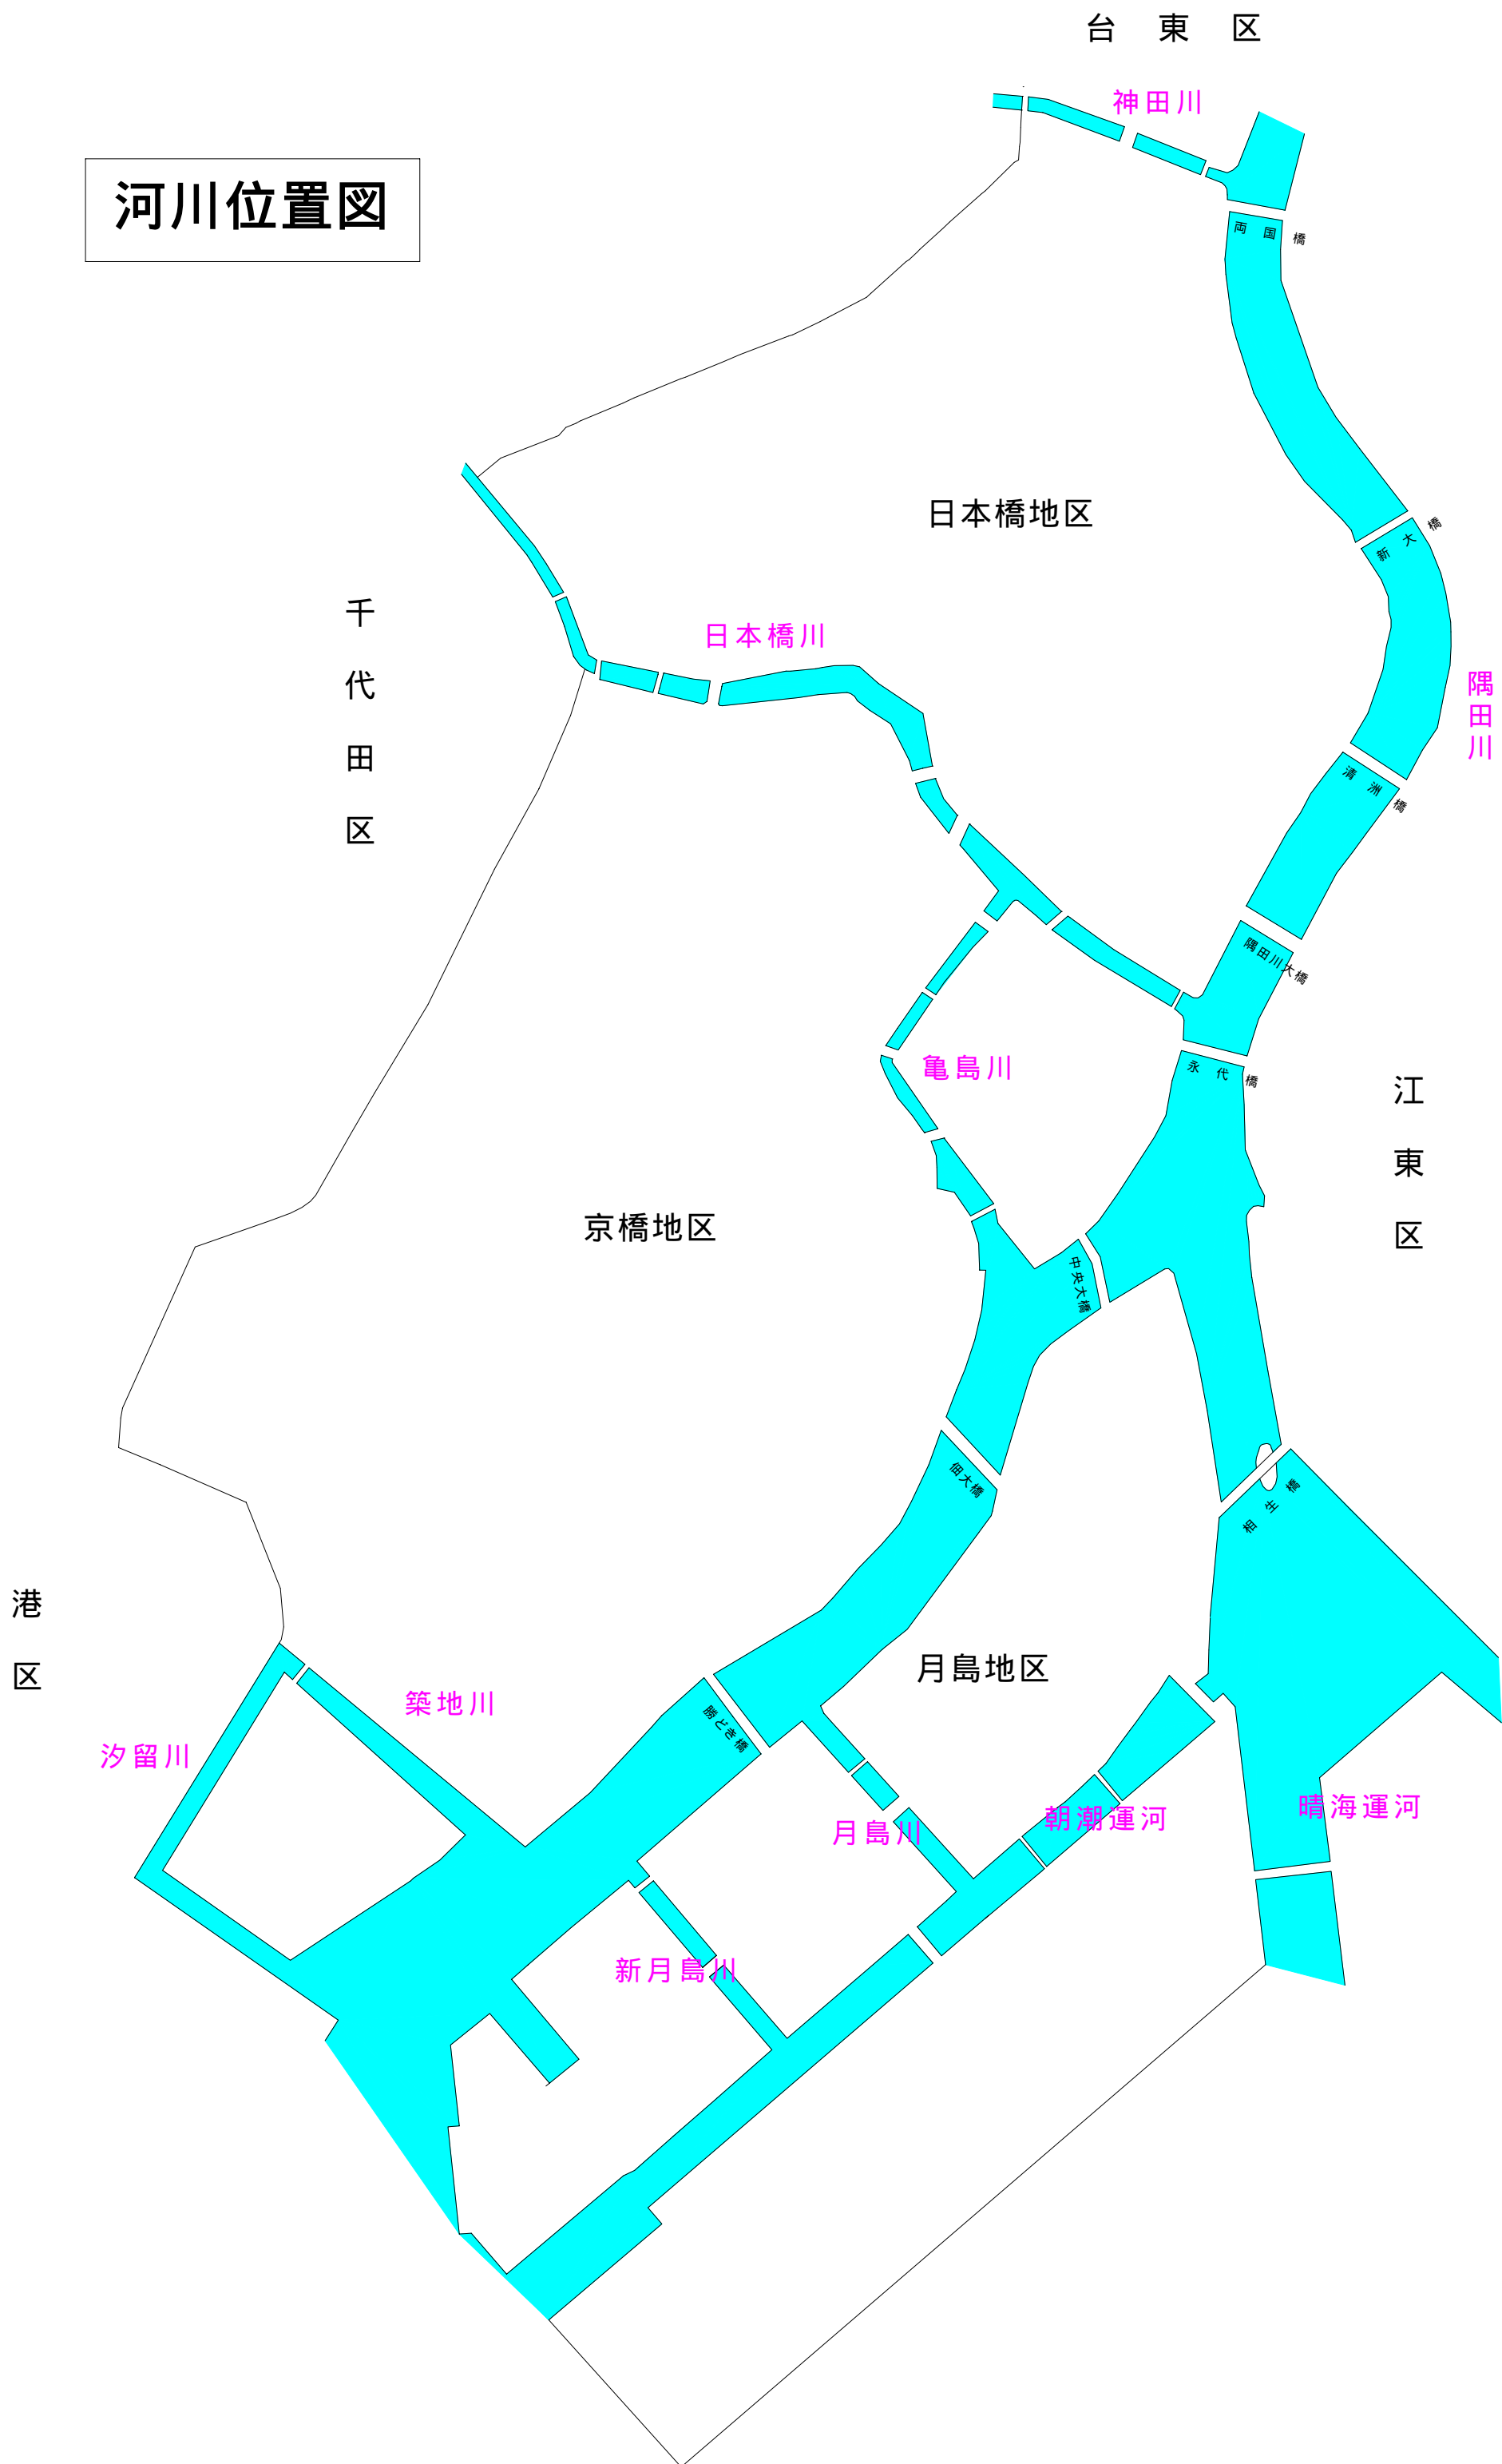 台東区
神田川
河川位置図
両国橋
日本橋地区
新大橋
千代田区
日本橋川
隅田川
清洲橋
隅田川大橋
亀島川
永代橋
江東区
京橋地区
中央大橋
佃大橋
相生橋
港区
月島地区
築地川
勝どき橋
汐留川
月島川
朝潮運河
晴海運河
新月島川